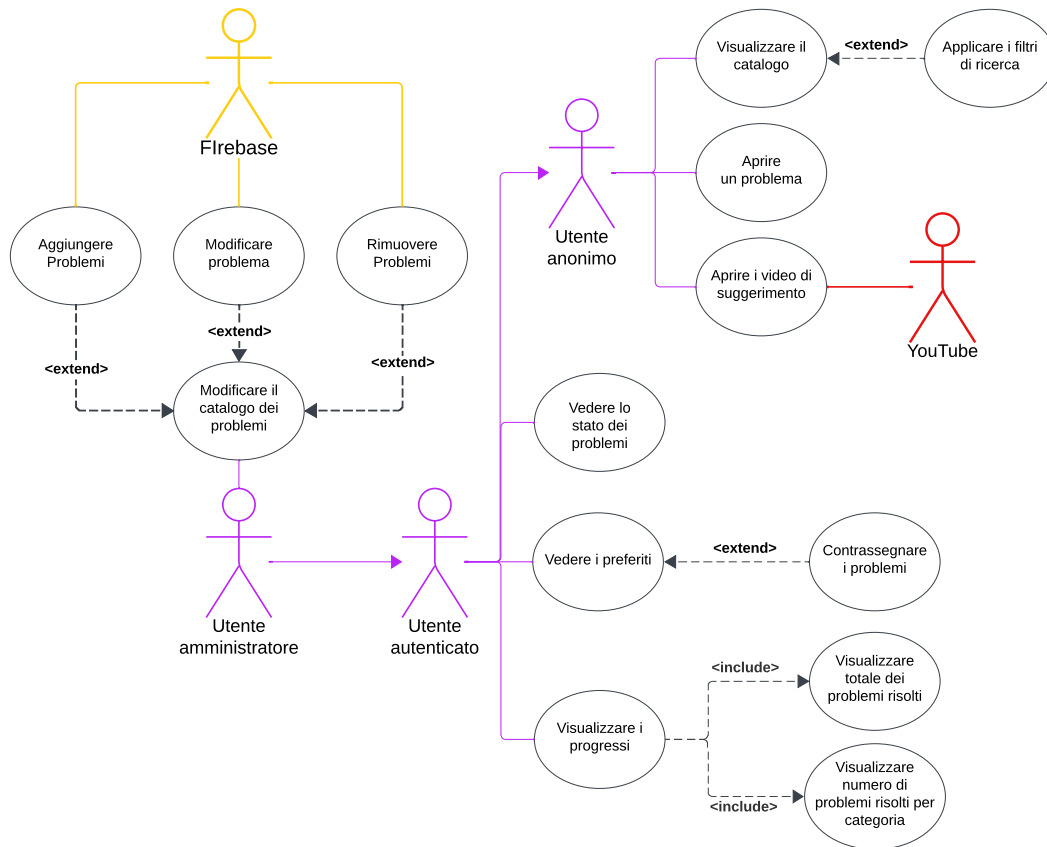 FIrebase
Aggiungere
Problemi
Modificare
problema
Rimuovere
Problemi
<extend>
<extend>
<extend>
Modificare il
catalogo dei
problemi
Utente
amministratore
Utente
autenticato
Utente
anonimo
Visualizzare il
catalogo
<extend>
Applicare i filtri
di ricerca
Aprire
un problema
Aprire i video di
suggerimento
YouTube
Vedere lo
stato dei
problemi
Vedere i preferiti
<extend>
Contrassegnare
i problemi
Visualizzare i
progressi
<include>
Visualizzare
totale dei
problemi risolti
<include>
Visualizzare
numero di
problemi risolti per
categoria